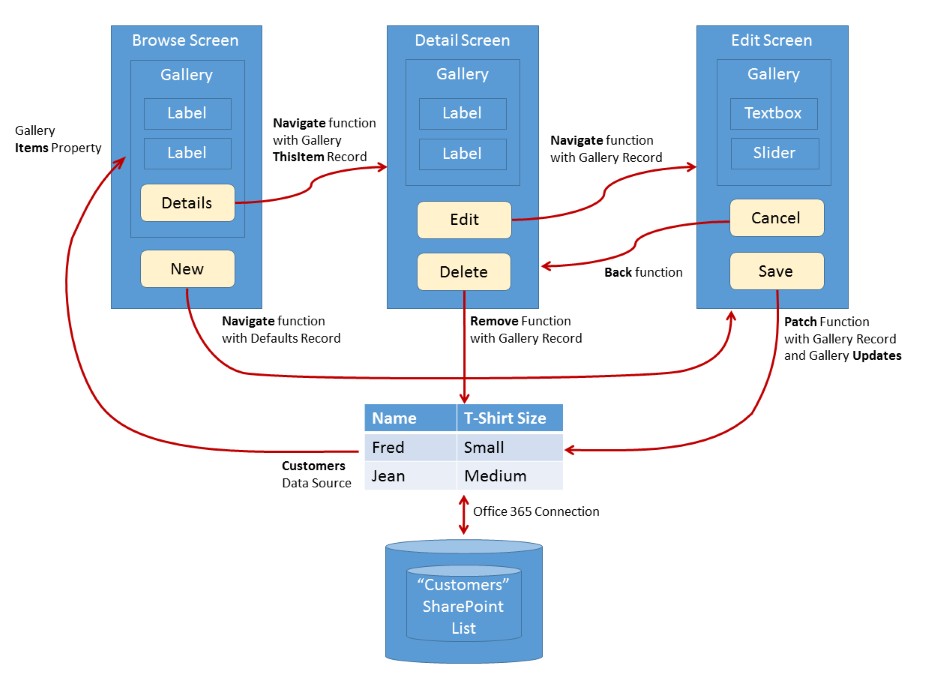 Browse Screen
Gallery
Label
Label
Details
New
Gallery
Items Property
Navigate function
with Gallery
ThisItem Record
Detail Screen
Gallery
Label
Label
Edit
Delete
Navigate function
with Gallery Record
Edit Screen
Gallery
Textbox
Slider
Cancel
Save
Back function
Navigate function
with Defaults Record
Remove Function
with Gallery Record
Patch Function
with Gallery Record
and Gallery Updates
Name T-Shirt Size
Fred Small
Jean Medium
Customers
Data Source
Office 365 Connection
“Customers”
SharePoint
List